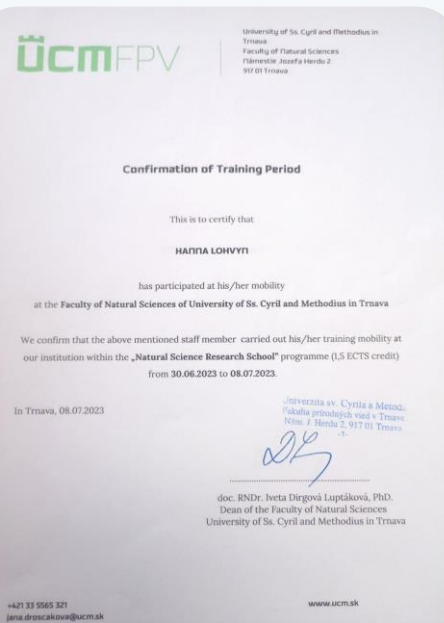 ÜCMFPV
University of Ss. Cyril and Methodius in
Trnava
Faculty of Natural Sciences
Námestie Jozefa Herdu 2
917 01 Trnava
Confirmation of Training Period
This is to certify that
HANNA LOHVYN
has participated at his/her mobility
at the Faculty of Natural Sciences of University of Ss. Cyril and Methodius in Trnava
We confirm that the above mentioned staff member carried out his/her training mobility at
our institution within the „Natural Science Research School” programme (1,5 ECTS credit)
from 30.06.2023 to 08.07.2023.
In Trnava, 08.07.2023
Univerzita sv. Cyrila a Metod.
Fakulta prírodných vied v Trnave
Nám. J. Herdu 2, 917 01 Trnava
-7-
doc. RNDr. Iveta Dirgová Luptáková, PhD.
Dean of the Faculty of Natural Sciences
University of Ss. Cyril and Methodius in Trnava
+421 33 5565 321
jana.droscakova@ucm.sk
www.ucm.sk